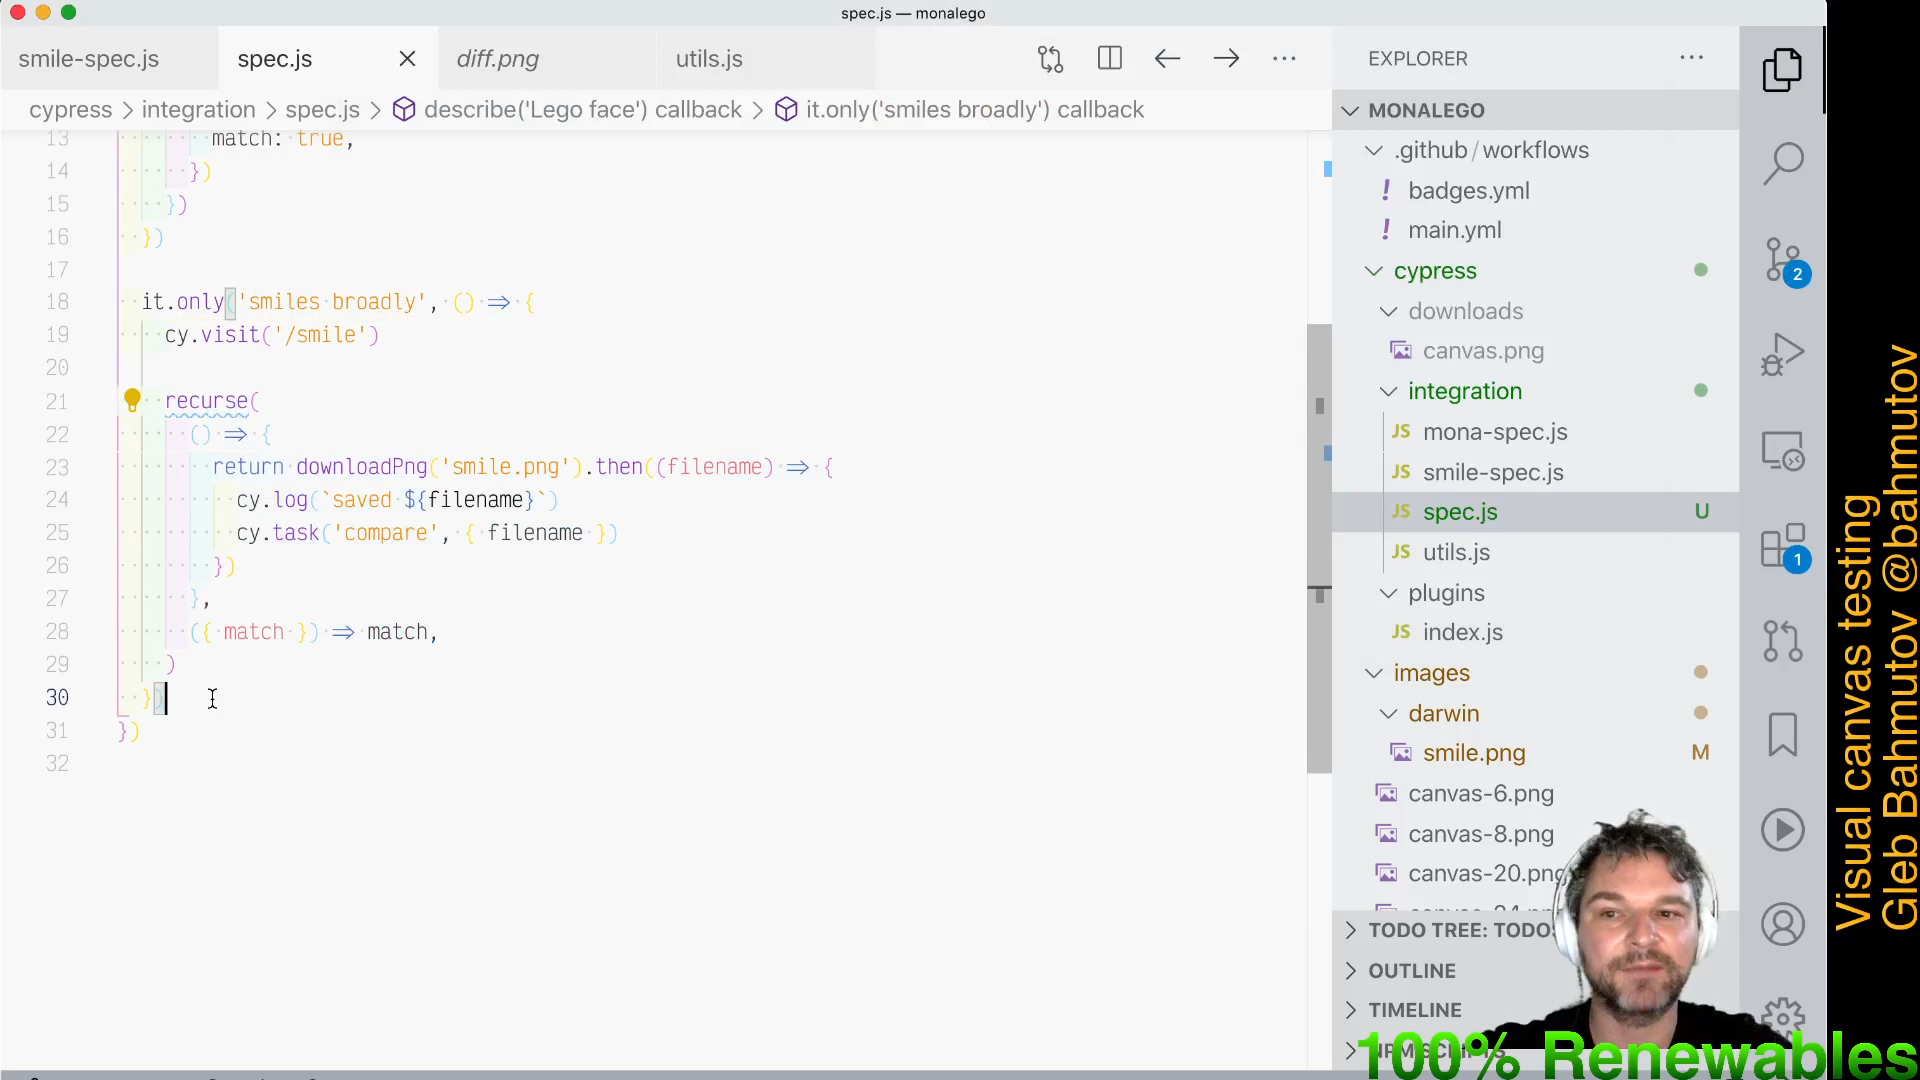 spec.js — monalego
smile-spec.js
spec.js
diff.png
utils.js
EXPLORER
cypress > integration > spec.js > describe('Lego face') callback > it.only('smiles broadly') callback
MONALEGO
13 match: true,
14 })
15 })
16 })
17
18 it.only('smiles broadly', () => {
19 cy.visit('/smile')
20
21 recurse(
22 () => {
23 return downloadPng('smile.png').then((filename) => {
24 cy.log(`saved ${filename}`)
25 cy.task('compare', { filename })
26 })
27 },
28 ({ match }) => match,
29 )
30 })
31 })
32
.github/workflows
! badges.yml
! main.yml
cypress
downloads
canvas.png
integration
JS mona-spec.js
JS smile-spec.js
JS spec.js U
JS utils.js
plugins
JS index.js
images
darwin
smile.png M
canvas-6.png
canvas-8.png
canvas-20.png
TODO TREE: TODOS
OUTLINE
TIMELINE
2
1
Visual canvas testing
Gleb Bahmutov @bahmutov
100% Renewables